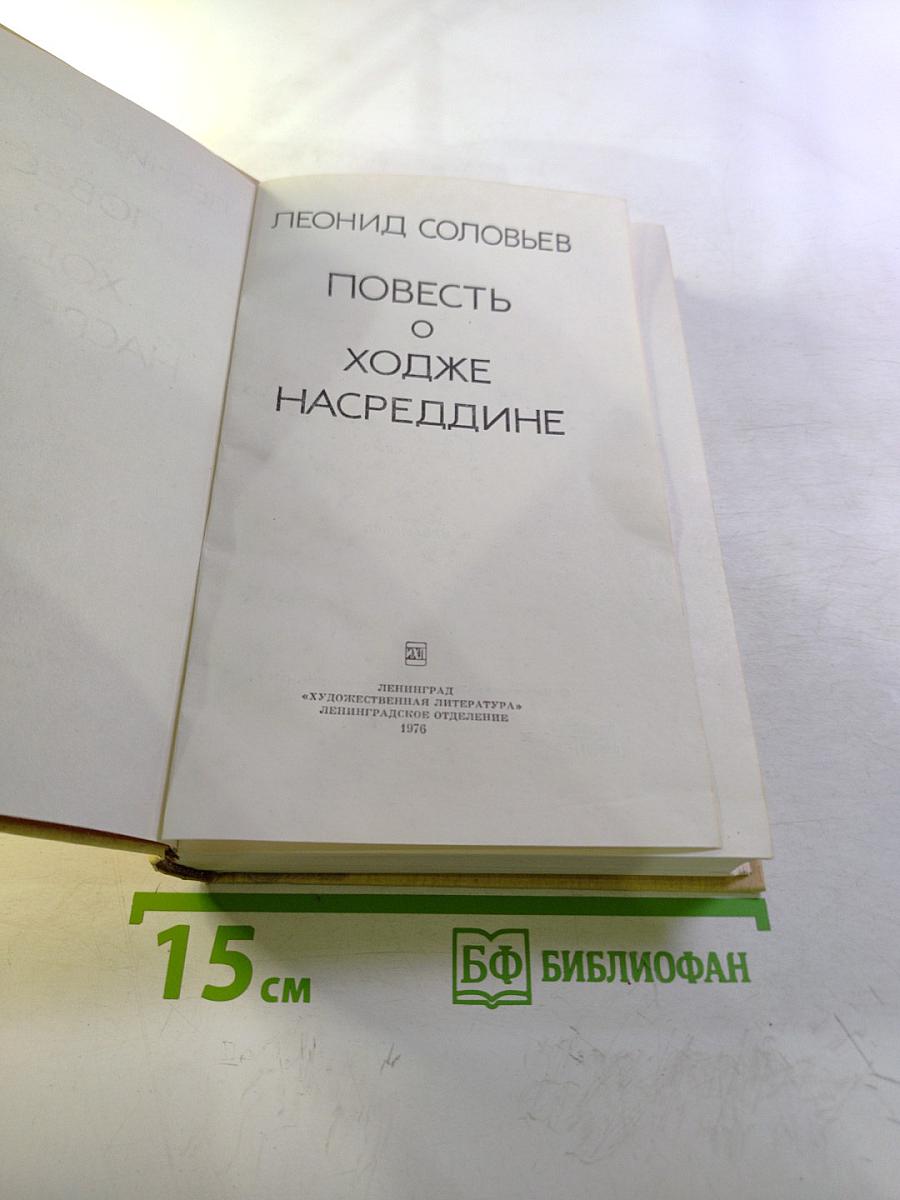 ЛЕОНИД СОЛОВЬЕВ
ПОВЕСТЬ
О
ХОДЖЕ
НАСРЕДДИНЕ
ЛЕНИНГРАД
«ХУДОЖЕСТВЕННАЯ ЛИТЕРАТУРА»
ЛЕНИНГРАДСКОЕ ОТДЕЛЕНИЕ
1976
15 см
БФ БИБЛИОФАН